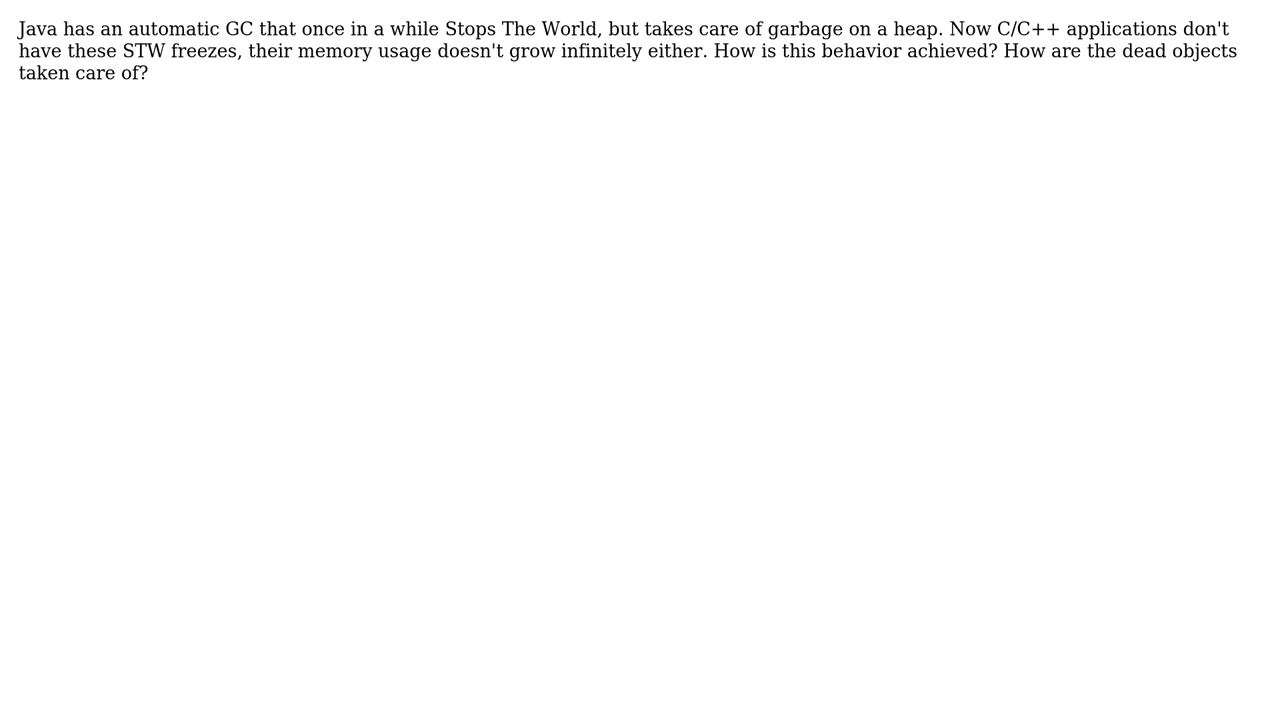 Java has an automatic GC that once in a while Stops The World, but takes care of garbage on a heap. Now C/C++ applications don't
have these STW freezes, their memory usage doesn't grow infinitely either. How is this behavior achieved? How are the dead objects
taken care of?